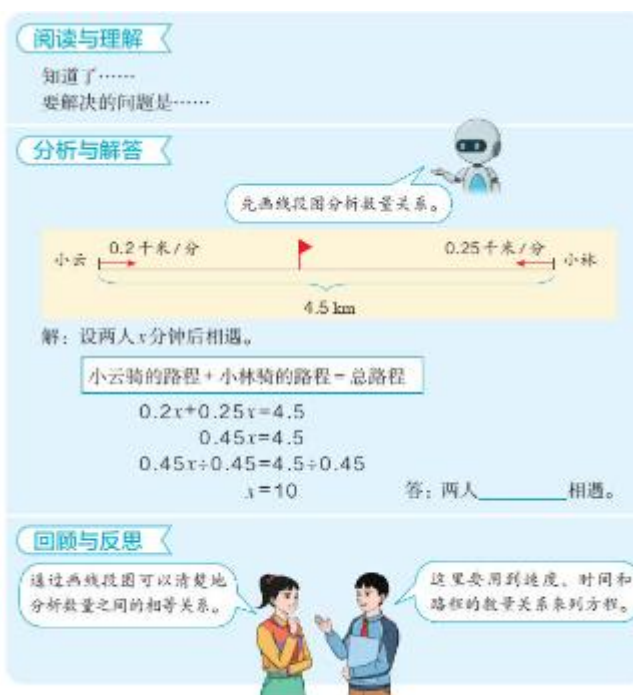 阅读与理解
知道了……
要解决的问题是……
分析与解答
先画线段图分析数量关系。
小云 0.2千米/分 0.25千米/分 小林
4.5 km
解：设两人x分钟后相遇。
小云骑的路程+小林骑的路程=总路程
0.2x+0.25x=4.5
0.45x=4.5
0.45x÷0.45=4.5÷0.45
x=10 答：两人________相遇。
回顾与反思
通过画线段图可以清楚地
分析数量之间的相等关系。
这里要用到速度、时间和
路程的数量关系来列方程。